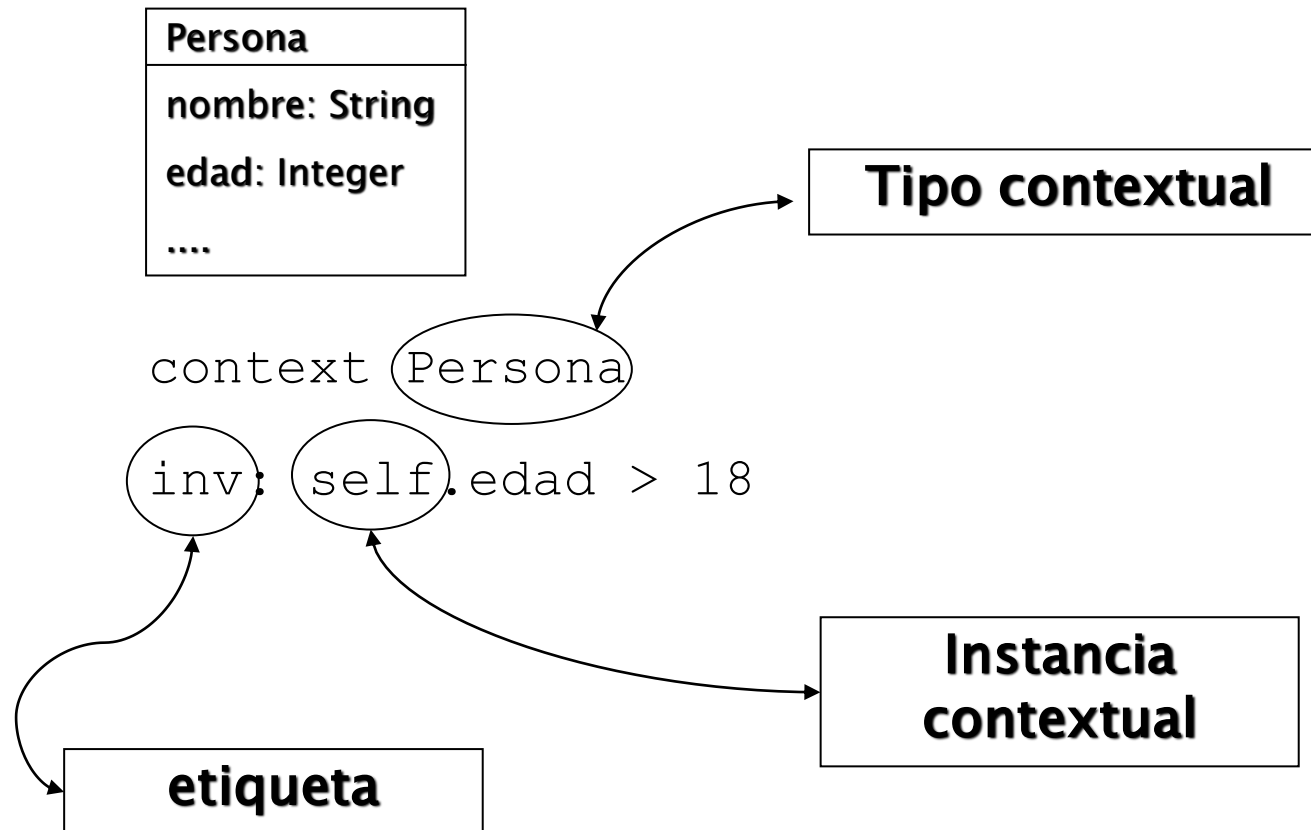 Persona
nombre: String
edad: Integer
....
Tipo contextual
context Persona
inv: self.edad > 18
Instancia
contextual
etiqueta